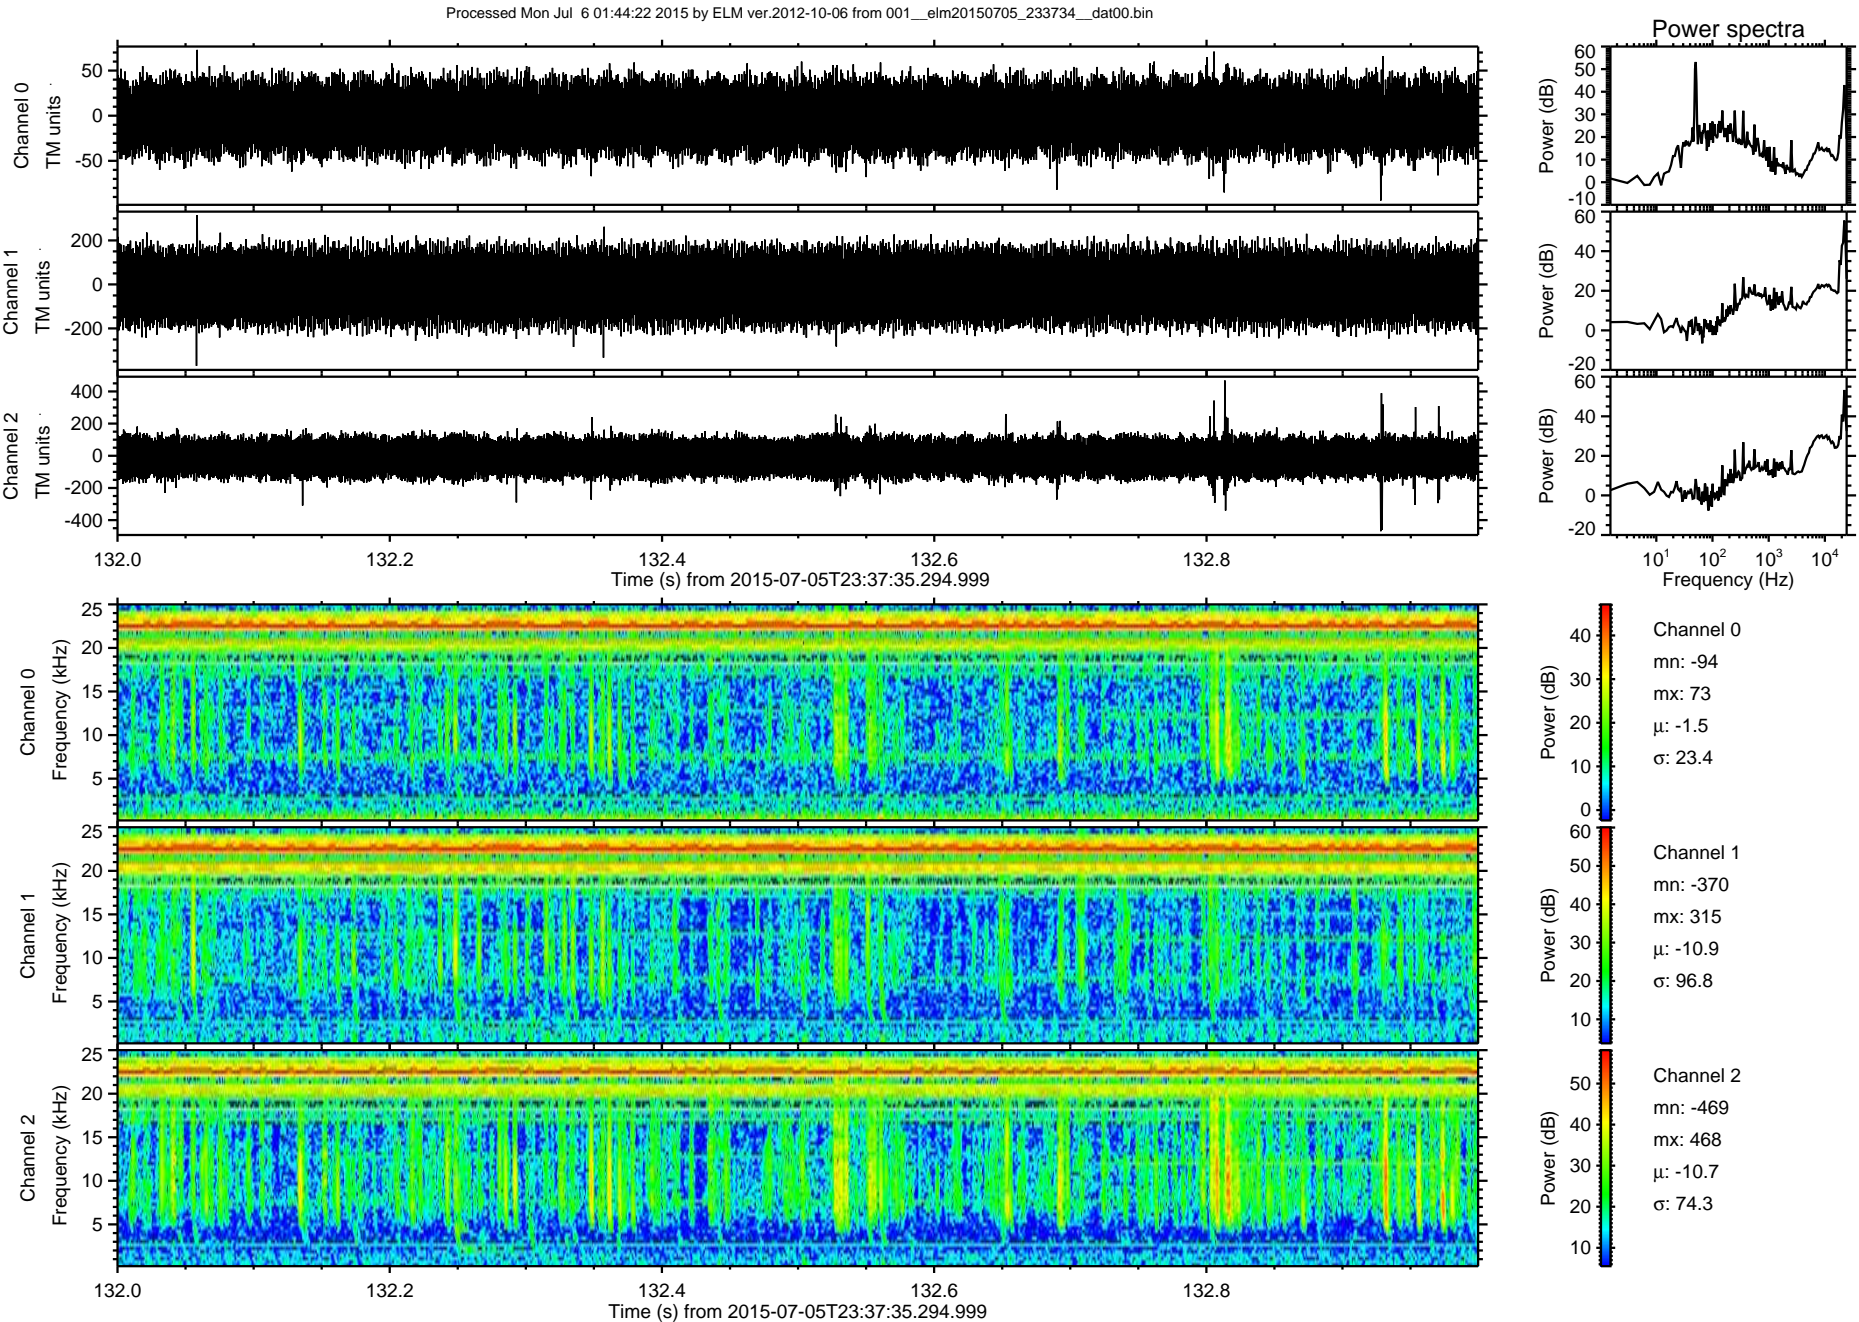 Processed Mon Jul  6 01:44:22 2015 by ELM ver.2012-10-06 from 001__elm20150705_233734__dat00.bin
Power spectra
Channel 0
TM units
50
0
-50
Power (dB)
60
50
40
30
20
10
0
-10
Channel 1
TM units
200
0
-200
Power (dB)
60
40
20
0
-20
Channel 2
TM units
400
200
0
-200
-400
Power (dB)
60
40
20
0
-20
132.0 132.2 132.4 132.6 132.8
Time (s) from 2015-07-05T23:37:35.294.999
10¹ 10² 10³ 10⁴
Frequency (Hz)
Channel 0
Frequency (kHz)
25
20
15
10
5
Power (dB)
40
30
20
10
0
Channel 0
mn: -94
mx: 73
μ: -1.5
σ: 23.4
Channel 1
Frequency (kHz)
25
20
15
10
5
Power (dB)
60
50
40
30
20
10
Channel 1
mn: -370
mx: 315
μ: -10.9
σ: 96.8
Channel 2
Frequency (kHz)
25
20
15
10
5
Power (dB)
50
40
30
20
10
Channel 2
mn: -469
mx: 468
μ: -10.7
σ: 74.3
132.0 132.2 132.4 132.6 132.8
Time (s) from 2015-07-05T23:37:35.294.999